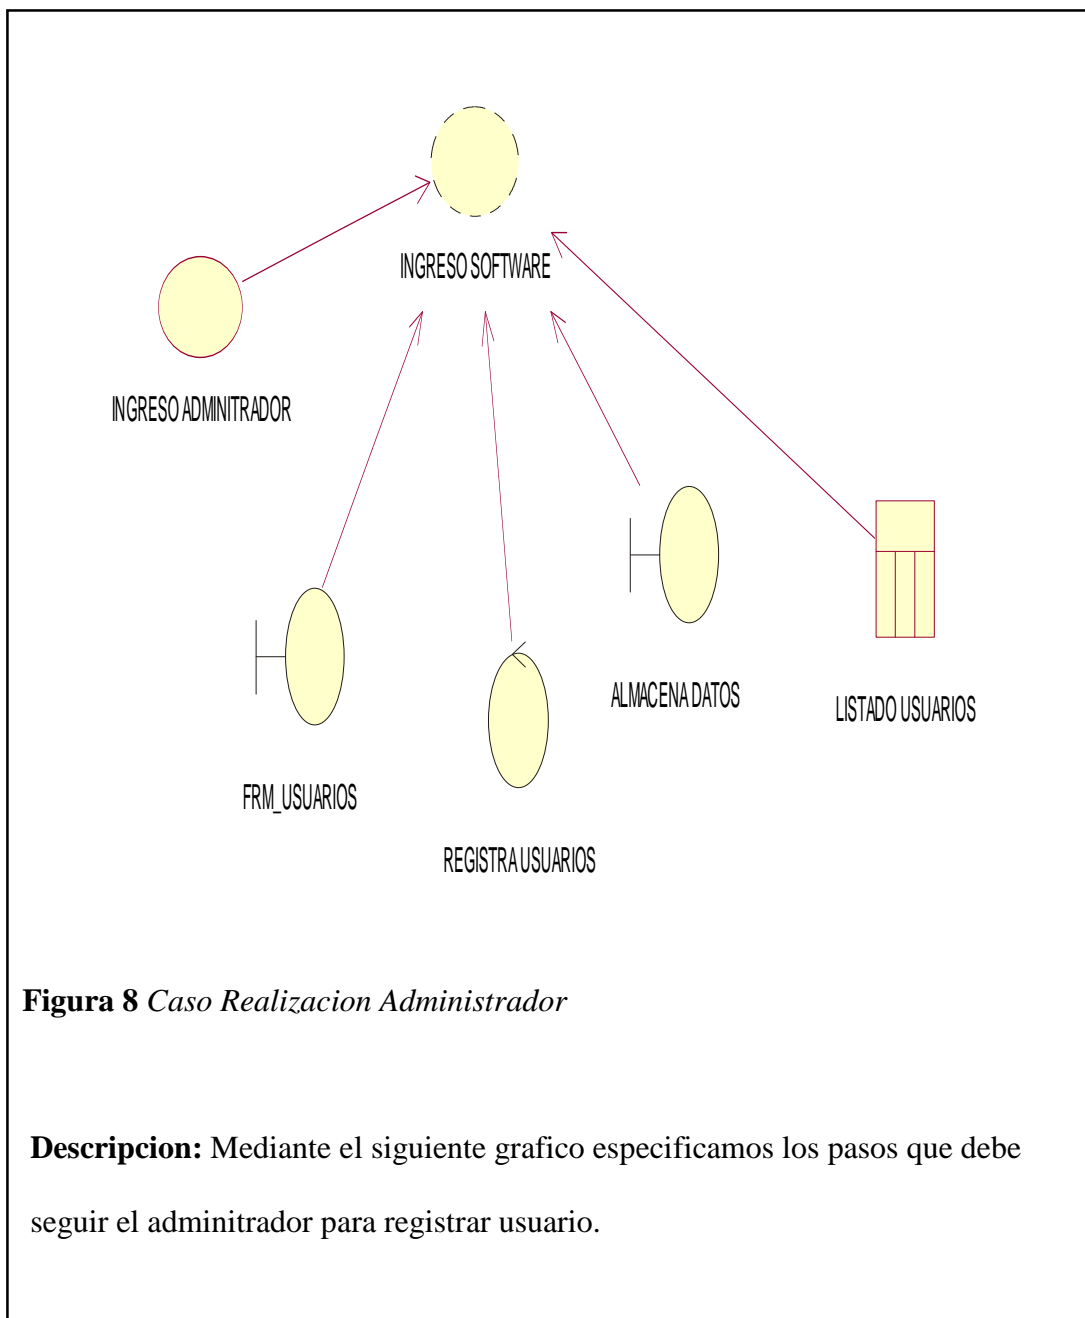 INGRESO SOFTWARE
INGRESO ADMINITRADOR
ALMACENA DATOS
LISTADO USUARIOS
FRM_USUARIOS
REGISTRA USUARIOS
Figura 8 Caso Realizacion Administrador
Descripcion: Mediante el siguiente grafico especificamos los pasos que debe
seguir el adminitrador para registrar usuario.